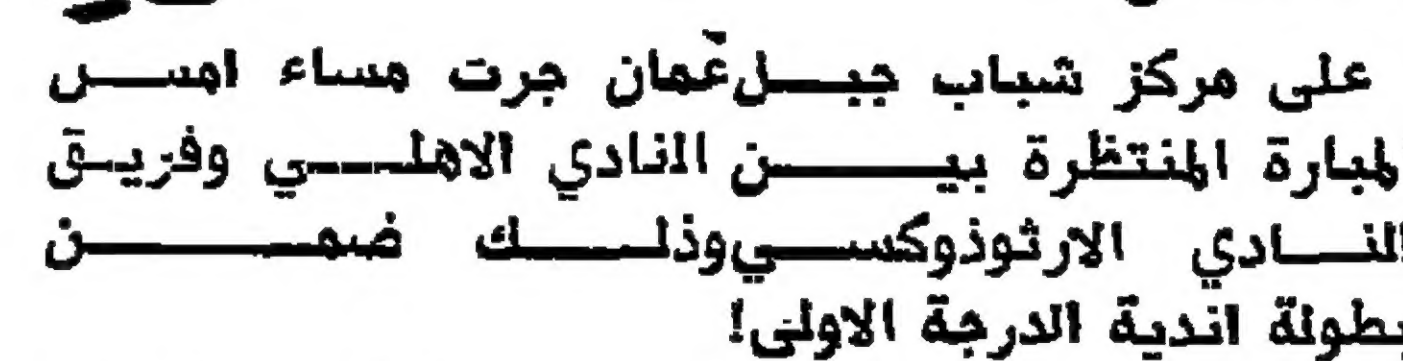 على مركز شباب جبل عمان جرت مساء امس
المبارة المنتظرة بين النادي الاهلي وفريق
النادي الارثوذوكسي وذلك ضمن
بطولة اندية الدرجة الاولى!